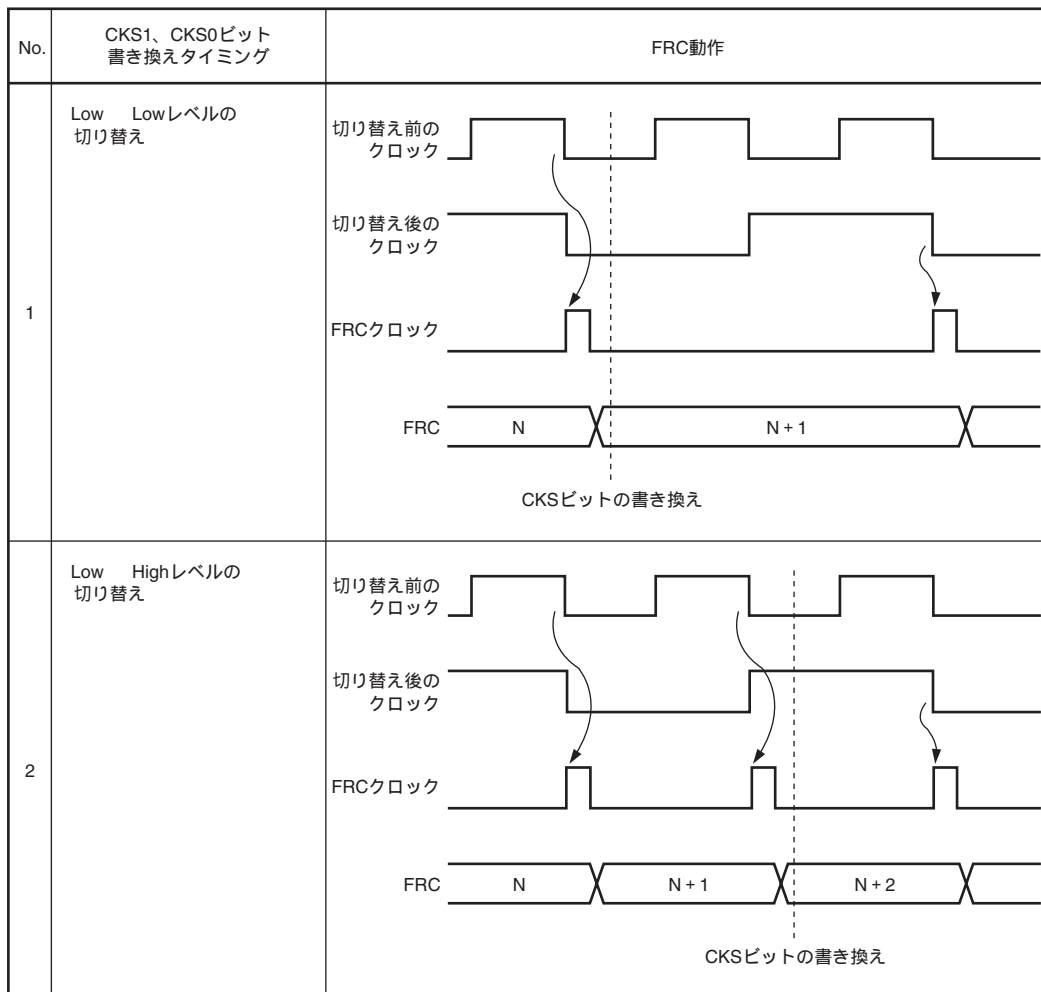 No.
CKS1、CKS0ビット
書き換えタイミング
FRC動作
1
Low Lowレベルの
切り替え
切り替え前の
クロック
切り替え後の
クロック
FRCクロック
FRC
N
N + 1
CKSビットの書き換え
2
Low Highレベルの
切り替え
切り替え前の
クロック
切り替え後の
クロック
FRCクロック
FRC
N
N + 1
N + 2
CKSビットの書き換え